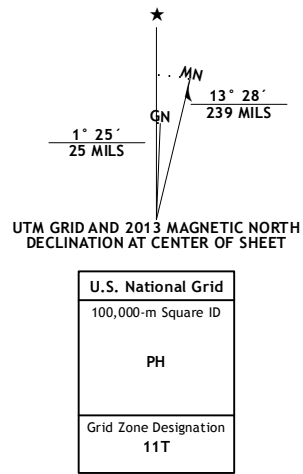 ★
MN
GN
13° 28´
239 MILS
1° 25´
25 MILS
UTM GRID AND 2013 MAGNETIC NORTH
DECLINATION AT CENTER OF SHEET
U.S. National Grid
100,000-m Square ID
PH
Grid Zone Designation
11T